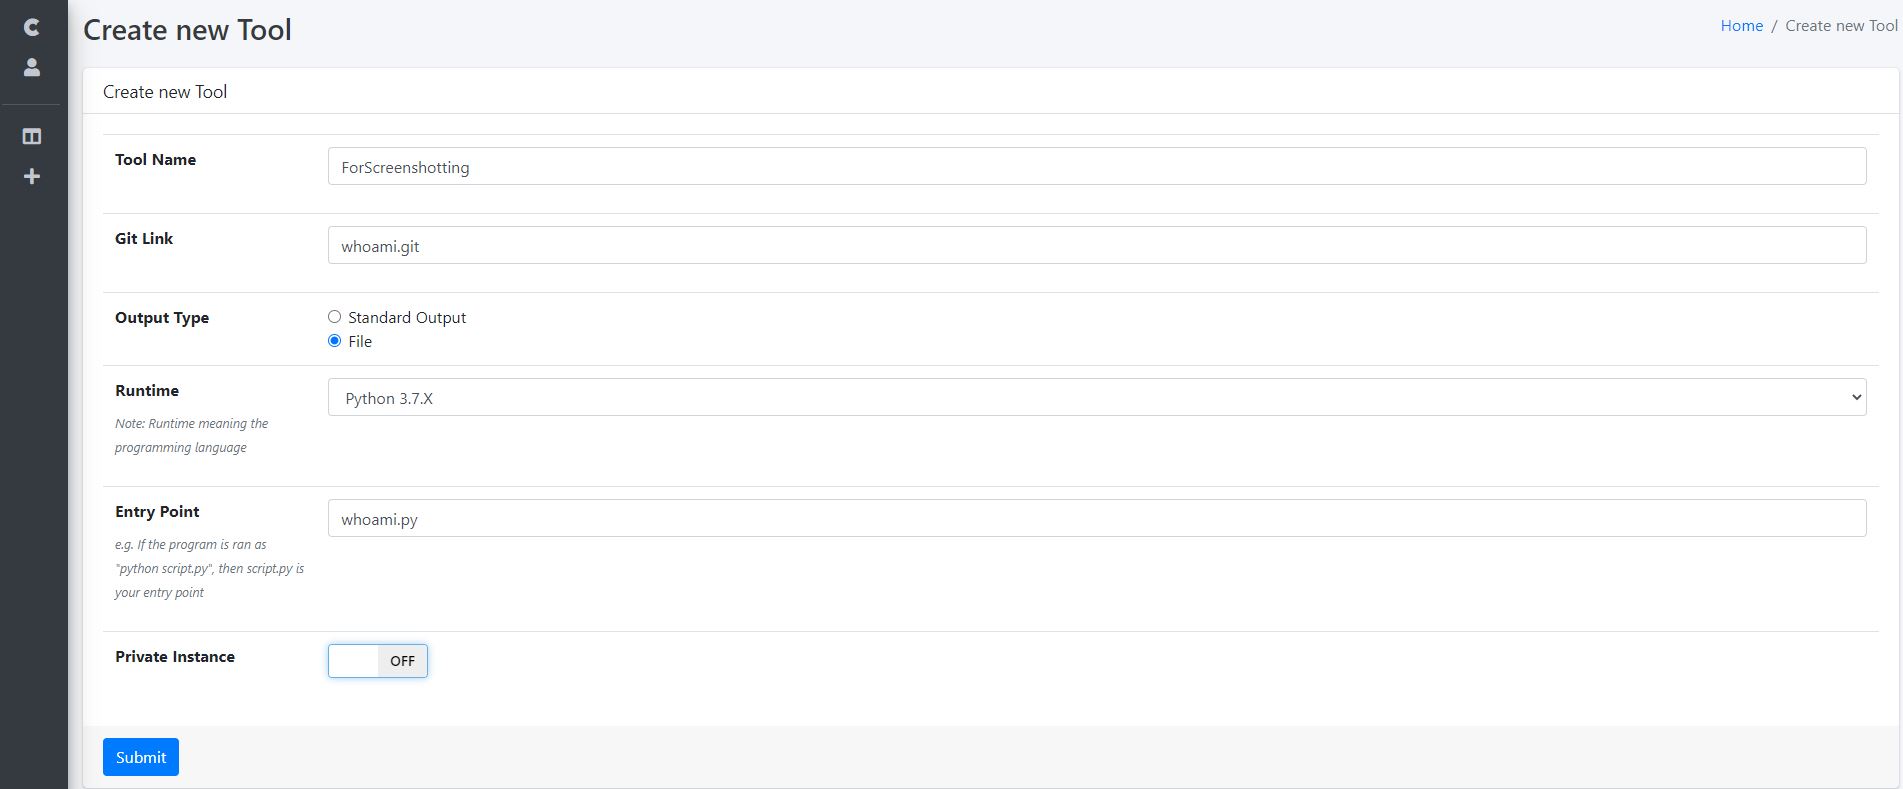 Create new Tool
Home / Create new Tool
Create new Tool
Tool Name
ForScreenshotting
Git Link
whoami.git
Output Type
Standard Output
File
Runtime
Python 3.7.X
Note: Runtime meaning the
programming language
Entry Point
whoami.py
e.g. If the program is ran as
"python script.py", then script.py is
your entry point
Private Instance
OFF
Submit